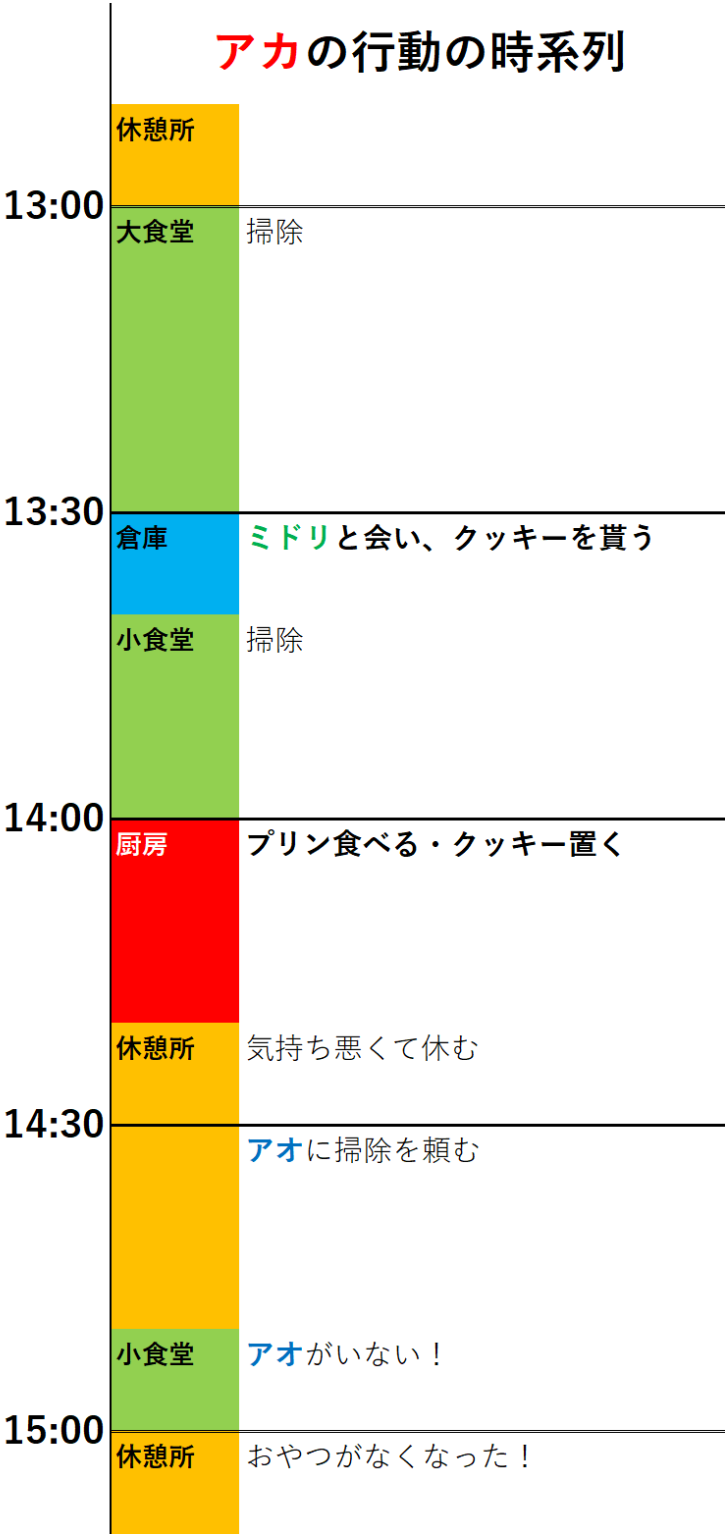 アカの行動の時系列
休憩所
13:00
大食堂 掃除
13:30
倉庫 ミドリと会い、クッキーを貰う
小食堂 掃除
14:00
厨房 プリン食べる・クッキー置く
休憩所 気持ち悪くて休む
14:30
アオに掃除を頼む
小食堂 アオがいない！
15:00
休憩所 おやつがなくなった！